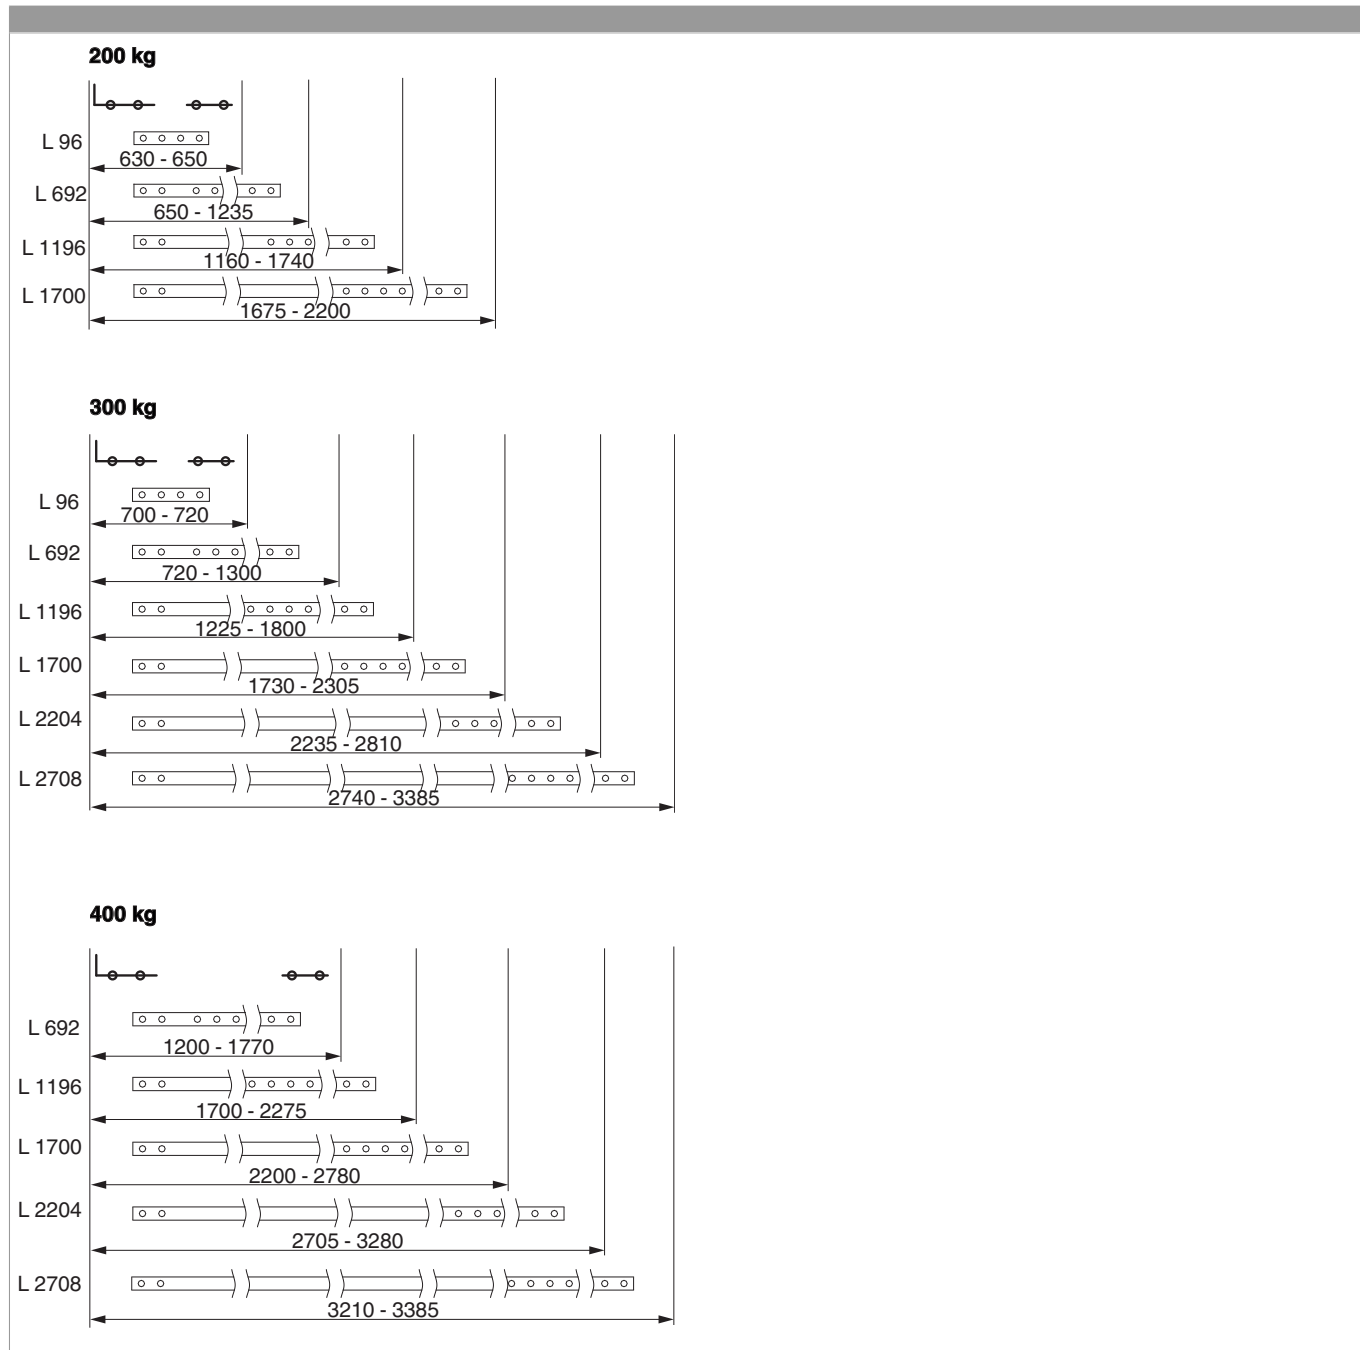 200 kg
L 96
630 - 650
L 692
650 - 1235
L 1196
1160 - 1740
L 1700
1675 - 2200
300 kg
L 96
700 - 720
L 692
720 - 1300
L 1196
1225 - 1800
L 1700
1730 - 2305
L 2204
2235 - 2810
L 2708
2740 - 3385
400 kg
L 692
1200 - 1770
L 1196
1700 - 2275
L 1700
2200 - 2780
L 2204
2705 - 3280
L 2708
3210 - 3385